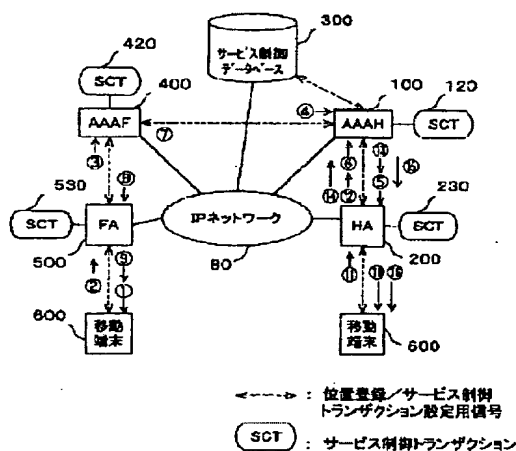 300
サービス制御
データベース
420
SCT
400
AAAF
④
100
AAAH
120
SCT
⑦
③
⑧
⑥
⑬
⑭
⑫
⑤
530
SCT
FA
500
IPネットワーク
80
HA
200
230
SCT
②
⑨
①
⑪
600
移動
端末
移動
端末
600
: 位置登録/サービス制御
トランザクション設定用信号
SCT
: サービス制御トランザクション